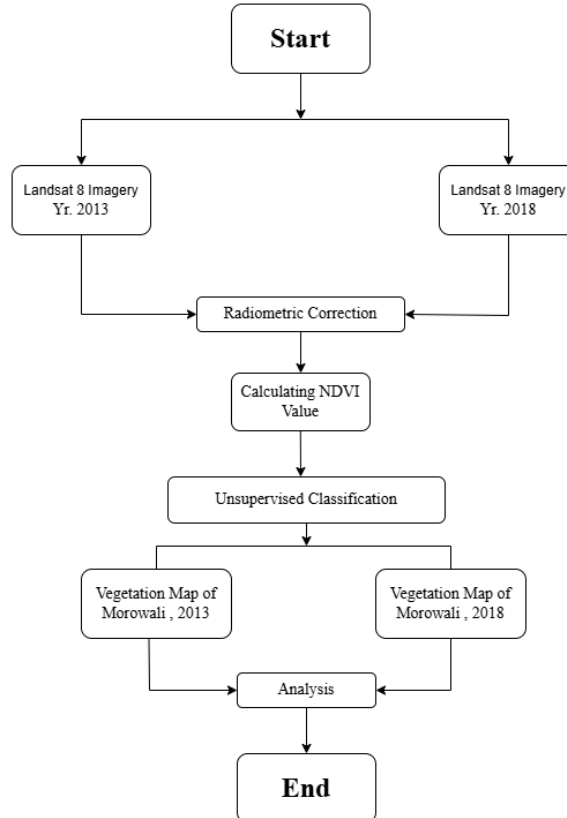 Start
Landsat 8 Imagery
Yr. 2013
Landsat 8 Imagery
Yr. 2018
Radiometric Correction
Calculating NDVI
Value
Unsupervised Classification
Vegetation Map of
Morowali , 2013
Vegetation Map of
Morowali , 2018
Analysis
End